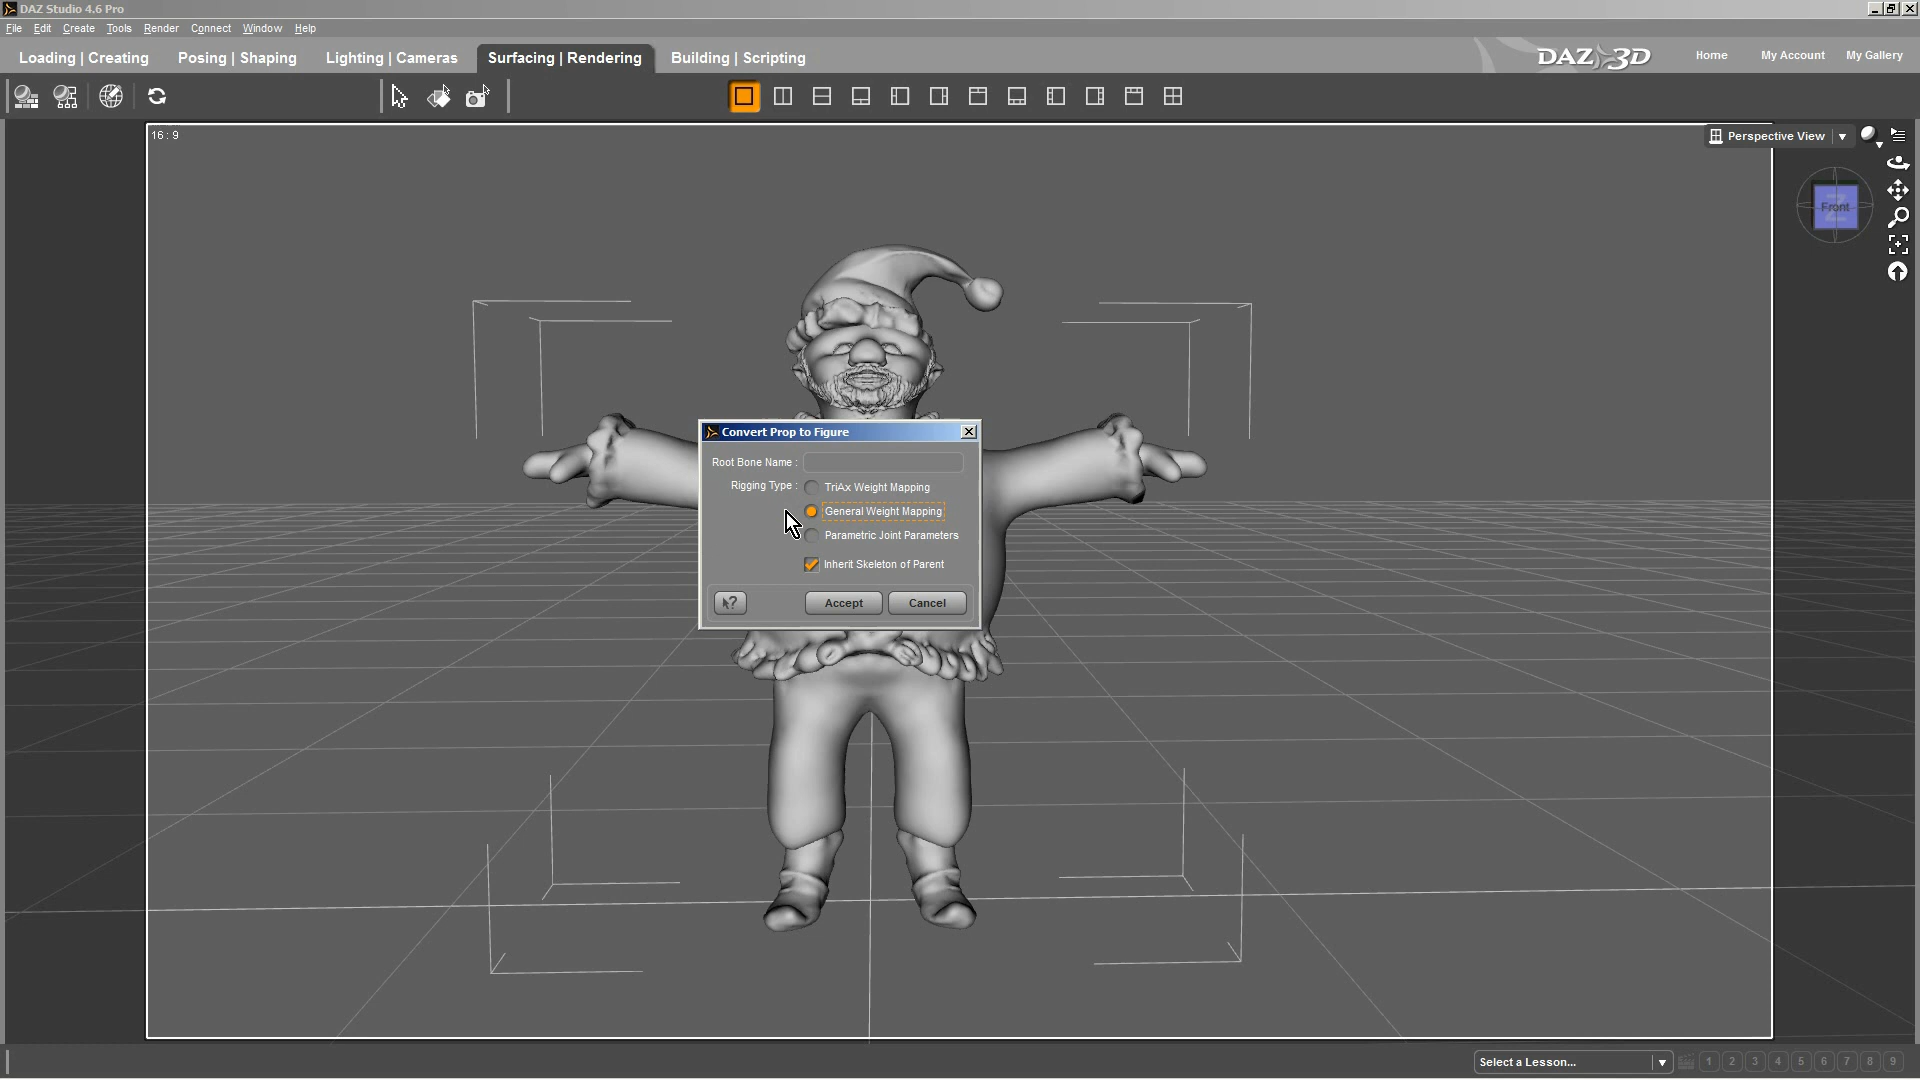 DAZ Studio 4.6 Pro
File Edit Create Tools Render Connect Window Help
Loading | Creating Posing | Shaping Lighting | Cameras Surfacing | Rendering Building | Scripting
DAZ 3D
Home My Account My Gallery
16 : 9
Perspective View
Front
Convert Prop to Figure
Root Bone Name :
Rigging Type : TriAx Weight Mapping
General Weight Mapping
Parametric Joint Parameters
Inherit Skeleton of Parent
? Accept Cancel
Select a Lesson... 1 2 3 4 5 6 7 8 9